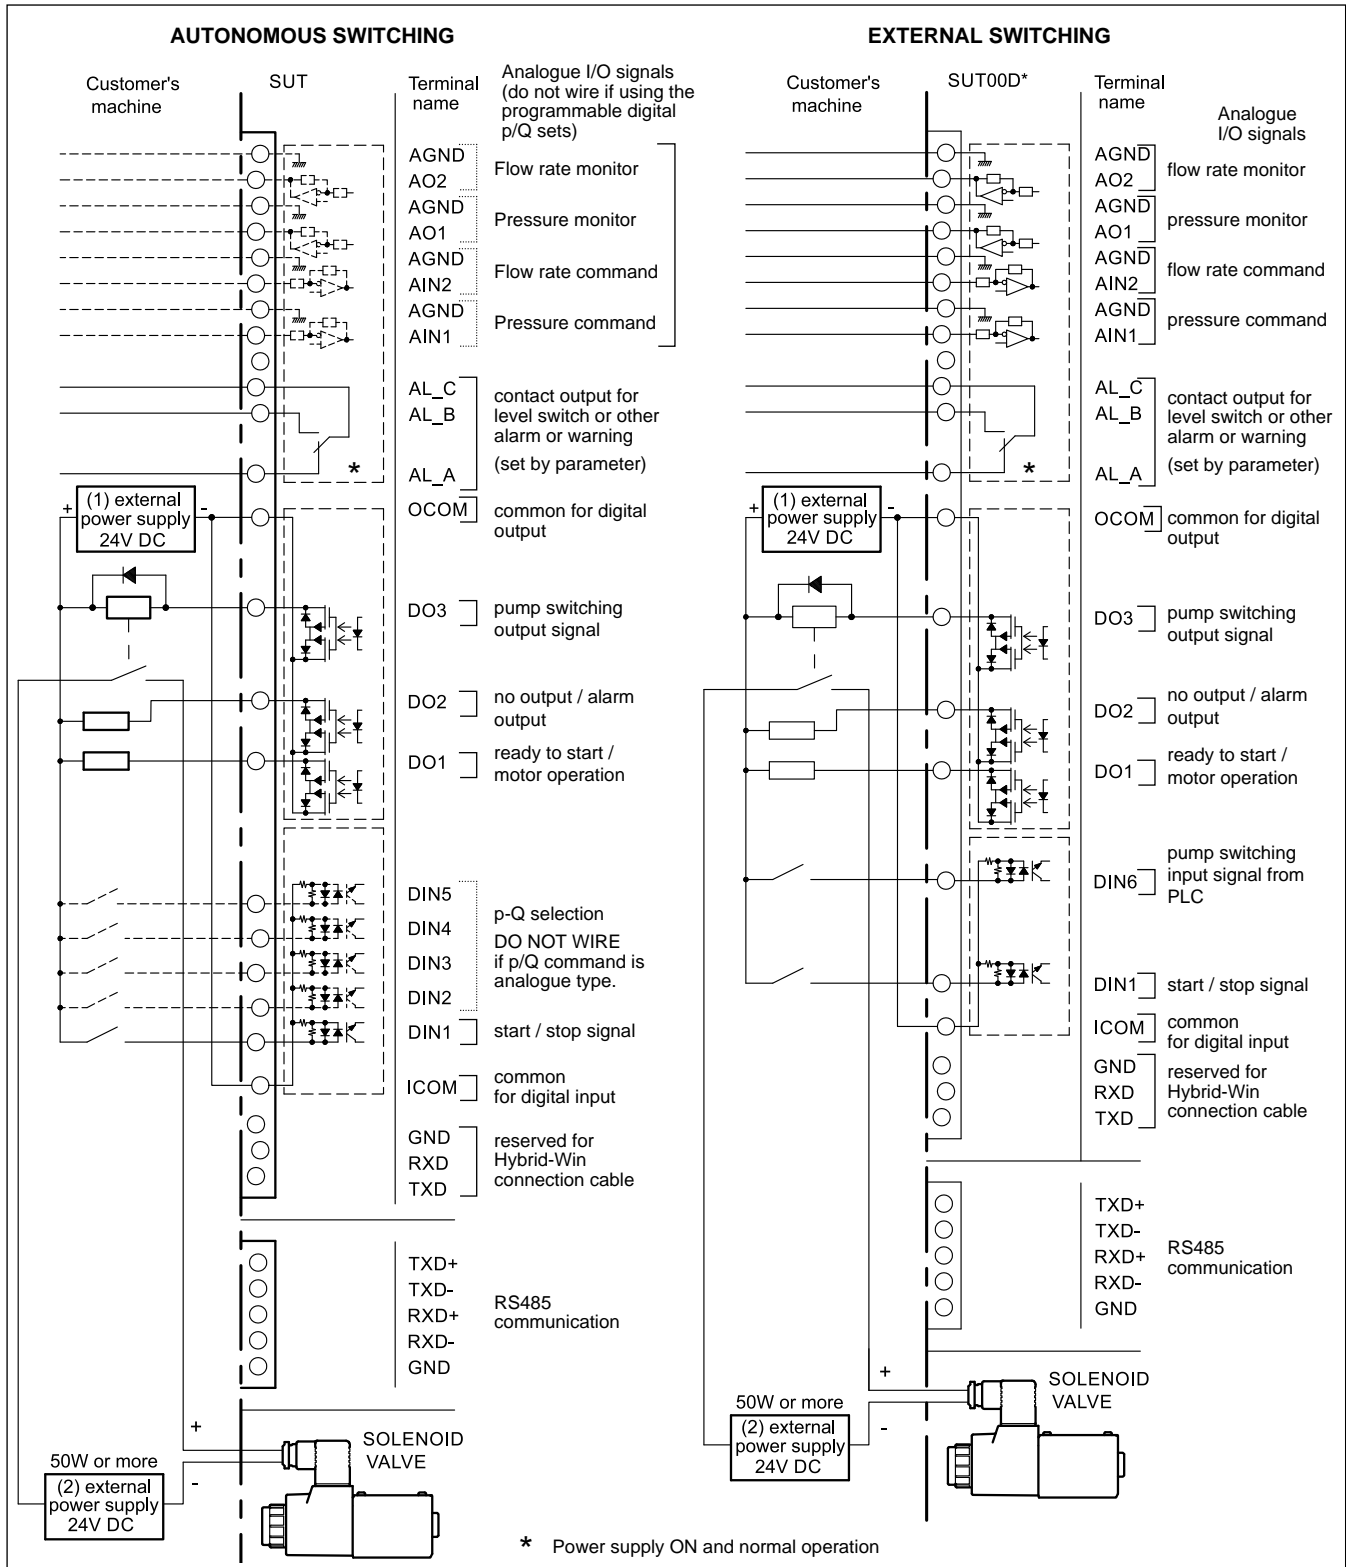 AUTONOMOUS SWITCHING
Customer's
machine
SUT
Terminal
name
Analogue I/O signals
(do not wire if using the
programmable digital
p/Q sets)
AGND
AO2
Flow rate monitor
AGND
AO1
Pressure monitor
AGND
AIN2
Flow rate command
AGND
AIN1
Pressure command
AL_C
AL_B
AL_A
contact output for
level switch or other
alarm or warning
(set by parameter)
*
+
(1) external
power supply
24V DC
-
OCOM
common for digital
output
DO3
pump switching
output signal
DO2
no output / alarm
output
DO1
ready to start /
motor operation
DIN5
DIN4
DIN3
DIN2
p-Q selection
DO NOT WIRE
if p/Q command is
analogue type.
DIN1
start / stop signal
ICOM
common
for digital input
GND
RXD
TXD
reserved for
Hybrid-Win
connection cable
TXD+
TXD-
RXD+
RXD-
GND
RS485
communication
+
-
SOLENOID
VALVE
50W or more
(2) external
power supply
24V DC
EXTERNAL SWITCHING
Customer's
machine
SUT00D*
Terminal
name
Analogue
I/O signals
AGND
AO2
flow rate monitor
AGND
AO1
pressure monitor
AGND
AIN2
flow rate command
AGND
AIN1
pressure command
AL_C
AL_B
AL_A
contact output for
level switch or other
alarm or warning
(set by parameter)
*
+
(1) external
power supply
24V DC
-
OCOM
common for digital
output
DO3
pump switching
output signal
DO2
no output / alarm
output
DO1
ready to start /
motor operation
DIN6
pump switching
input signal from
PLC
DIN1
start / stop signal
ICOM
common
for digital input
GND
RXD
TXD
reserved for
Hybrid-Win
connection cable
TXD+
TXD-
RXD+
RXD-
GND
RS485
communication
+
-
SOLENOID
VALVE
50W or more
(2) external
power supply
24V DC
* Power supply ON and normal operation